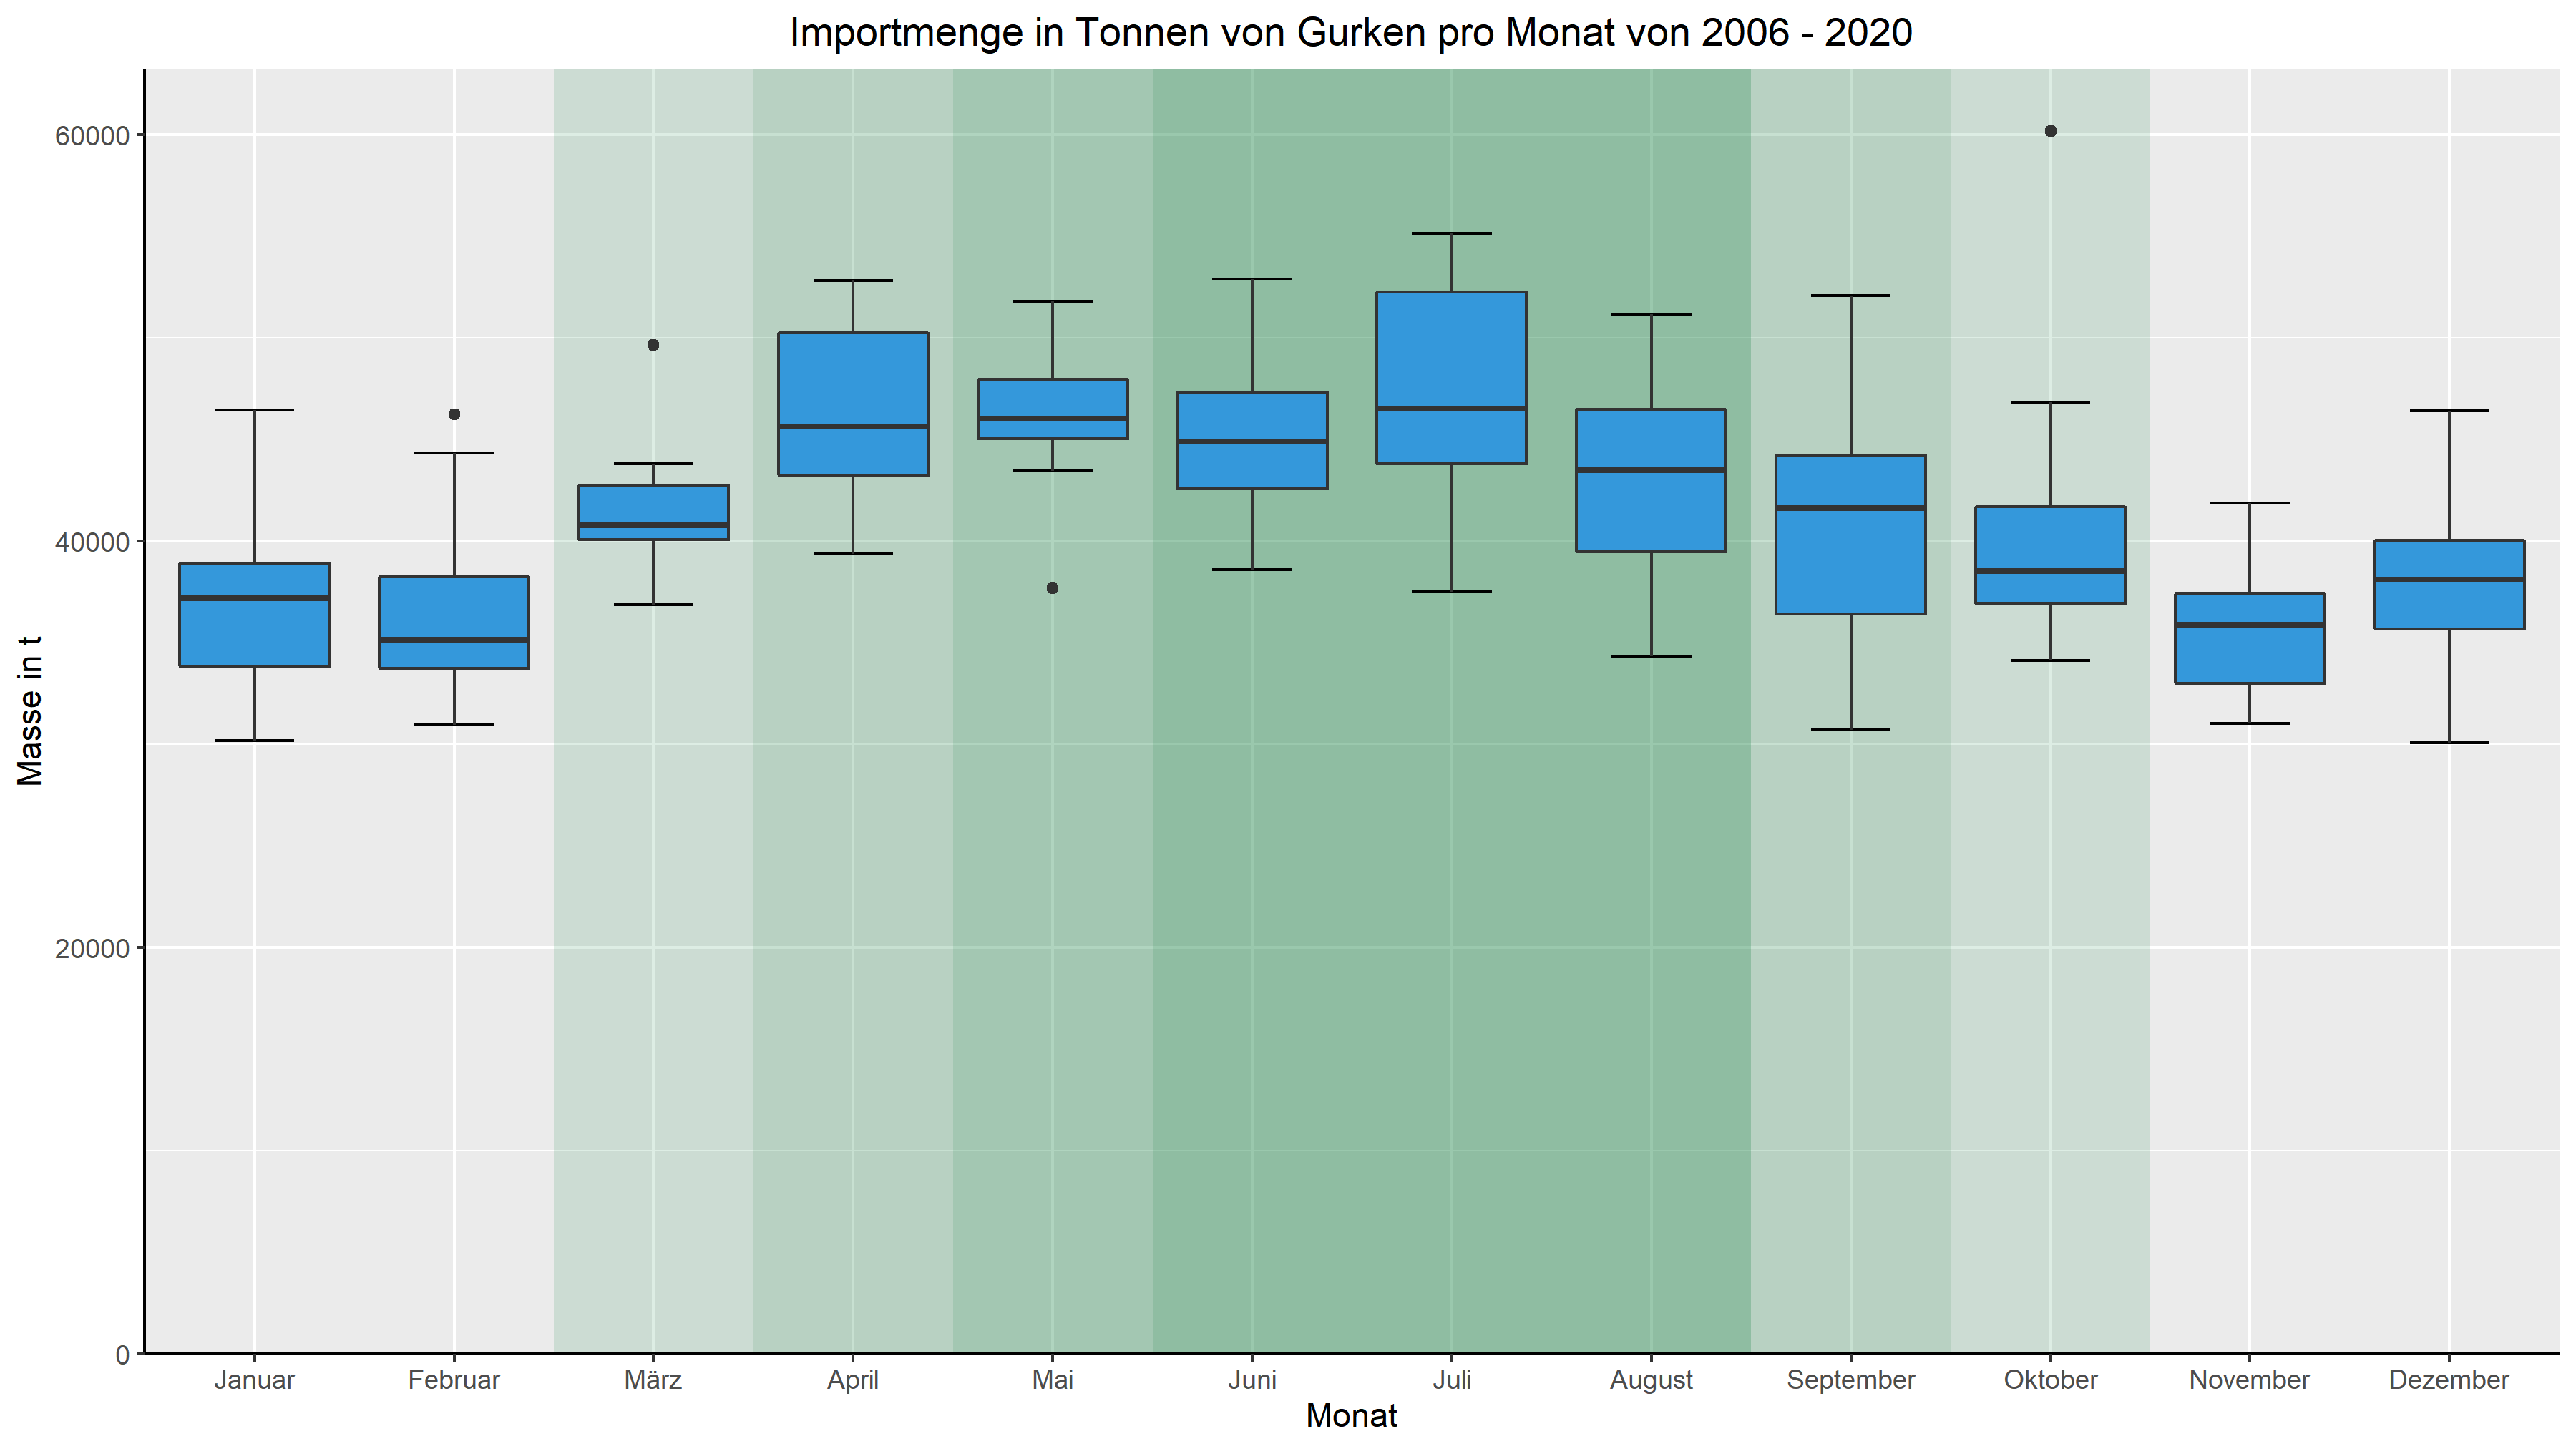 Importmenge in Tonnen von Gurken pro Monat von 2006 - 2020
60000
40000
20000
0
Masse in t
Januar Februar März April Mai Juni Juli August September Oktober November Dezember
Monat